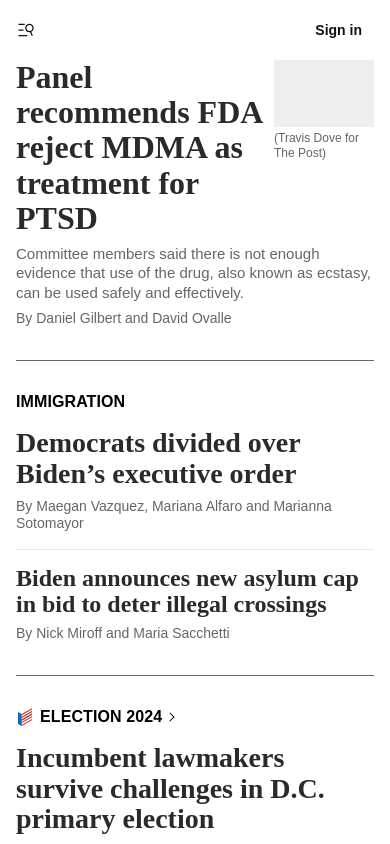 Sign in
Panel
recommends FDA
reject MDMA as
treatment for
PTSD
(Travis Dove for
The Post)
Committee members said there is not enough
evidence that use of the drug, also known as ecstasy,
can be used safely and effectively.
By Daniel Gilbert and David Ovalle
IMMIGRATION
Democrats divided over
Biden’s executive order
By Maegan Vazquez, Mariana Alfaro and Marianna
Sotomayor
Biden announces new asylum cap
in bid to deter illegal crossings
By Nick Miroff and Maria Sacchetti
ELECTION 2024
Incumbent lawmakers
survive challenges in D.C.
primary election